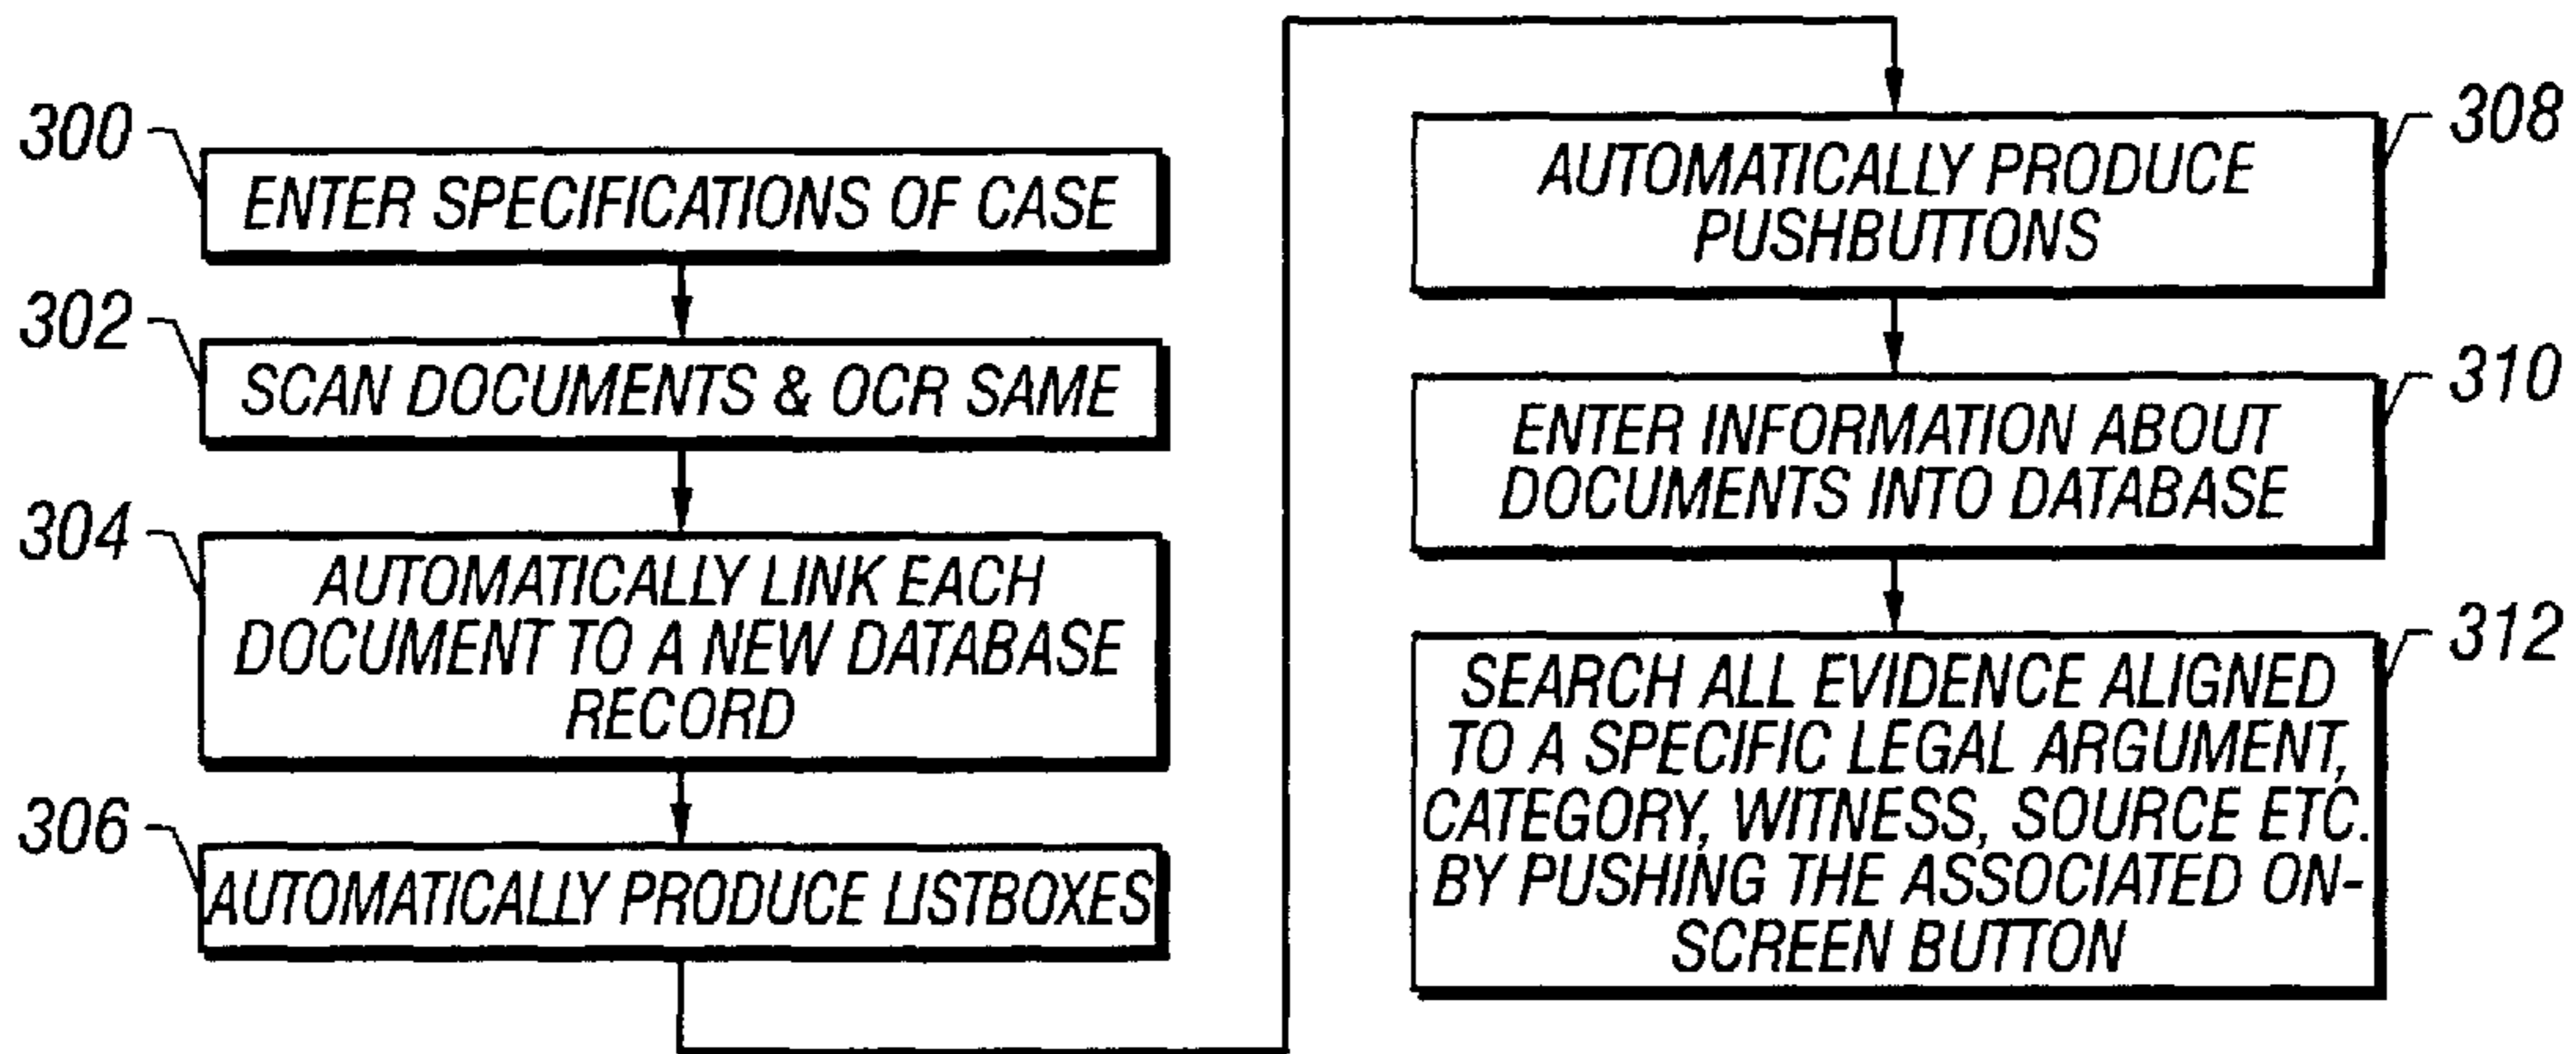 300
ENTER SPECIFICATIONS OF CASE
302
SCAN DOCUMENTS & OCR SAME
304
AUTOMATICALLY LINK EACH
DOCUMENT TO A NEW DATABASE
RECORD
306
AUTOMATICALLY PRODUCE LISTBOXES
308
AUTOMATICALLY PRODUCE
PUSHBUTTONS
310
ENTER INFORMATION ABOUT
DOCUMENTS INTO DATABASE
312
SEARCH ALL EVIDENCE ALIGNED
TO A SPECIFIC LEGAL ARGUMENT,
CATEGORY, WITNESS, SOURCE ETC.
BY PUSHING THE ASSOCIATED ON-
SCREEN BUTTON